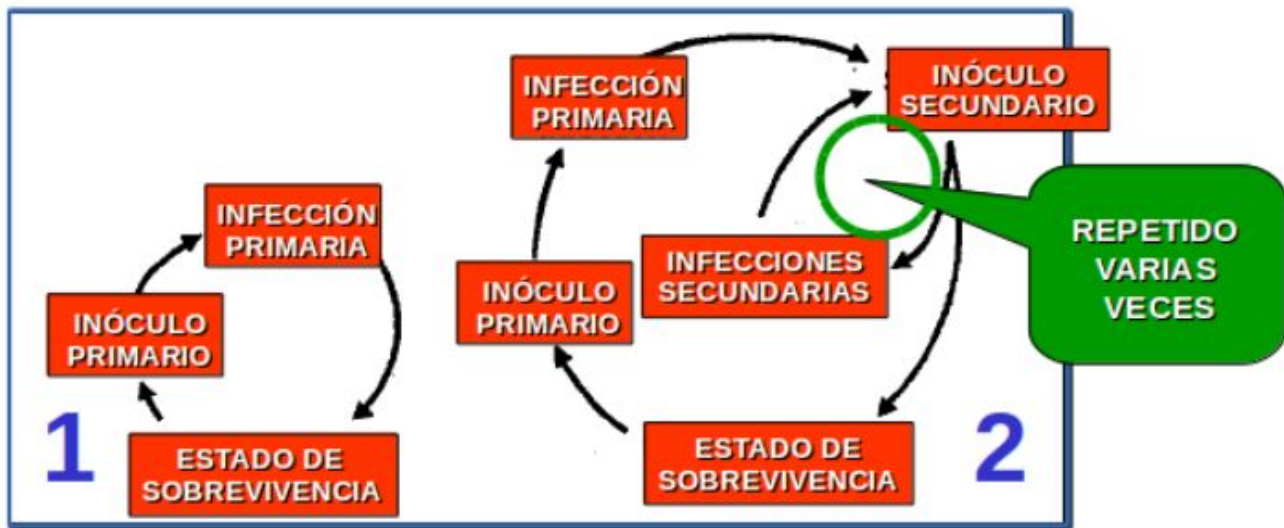 INFECCIÓN
PRIMARIA
INÓCULO
PRIMARIO
ESTADO DE
SOBREVIVENCIA
1
INFECCIÓN
PRIMARIA
INÓCULO
SECUNDARIO
INFECCIONES
SECUNDARIAS
INÓCULO
PRIMARIO
ESTADO DE
SOBREVIVENCIA
2
REPETIDO
VARIAS
VECES